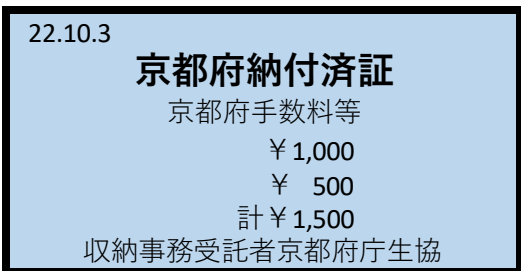 22.10.3
京都府納付済証
京都府手数料等
￥1,000
￥ 500
計￥1,500
収納事務受託者京都府庁生協